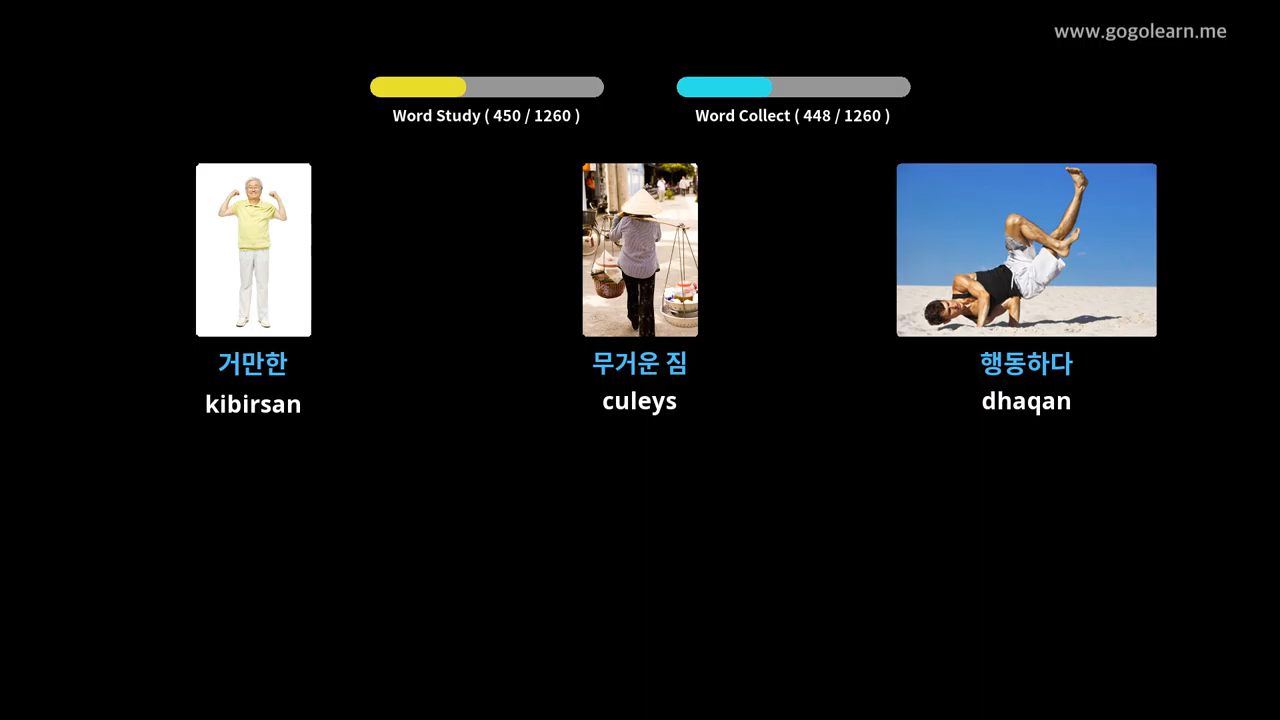 www.gogolearn.me
Word Study ( 450 / 1260 )
Word Collect ( 448 / 1260 )
거만한
kibirsan
무거운 짐
culeys
행동하다
dhaqan